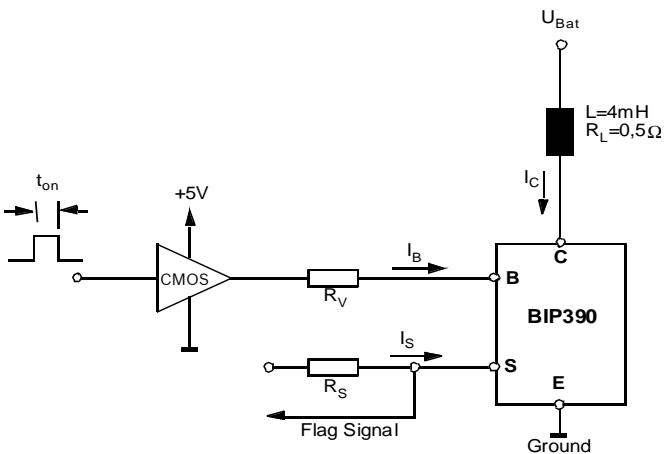 U_Bat
L=4mH
R_L=0,5Ω
I_C
t_on
+5V
CMOS
I_B
R_V
B
C
BIP390
I_S
R_S
S
E
Flag Signal
Ground